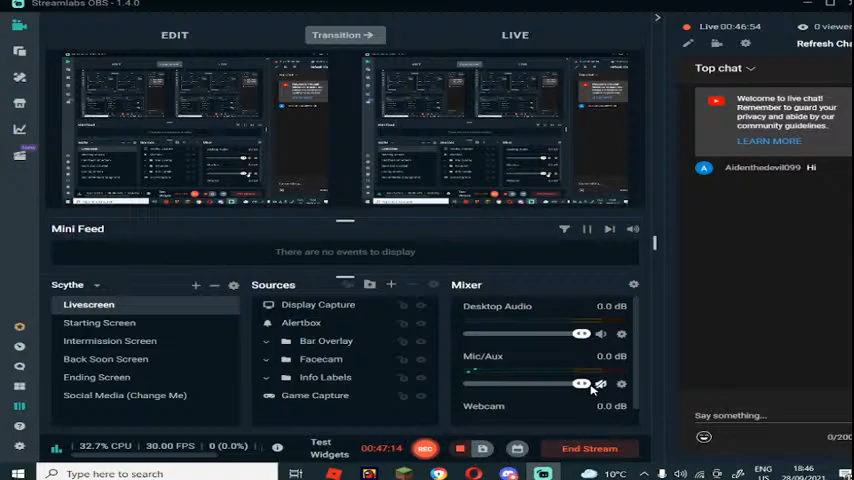 Streamlabs OBS - 1.4.0
EDIT
Transition
LIVE
Live 00:46:54
0 viewer
Refresh Cha
Top chat
Welcome to live chat!
Remember to guard your
privacy and abide by our
community guidelines.
LEARN MORE
A
Aidenthedevil099 Hi
Mini Feed
There are no events to display
Scythe
Sources
Mixer
Livescreen
Starting Screen
Intermission Screen
Back Soon Screen
Ending Screen
Social Media (Change Me)
Display Capture
Alertbox
Bar Overlay
Facecam
Info Labels
Game Capture
Desktop Audio 0.0 dB
Mic/Aux 0.0 dB
Webcam 0.0 dB
Say something...
0/200
New
32.7% CPU 30.00 FPS 0 (0.0%)
Test
Widgets
00:47:14
REC
End Stream
Type here to search
10°C
ENG
US
18:46
28/09/2021